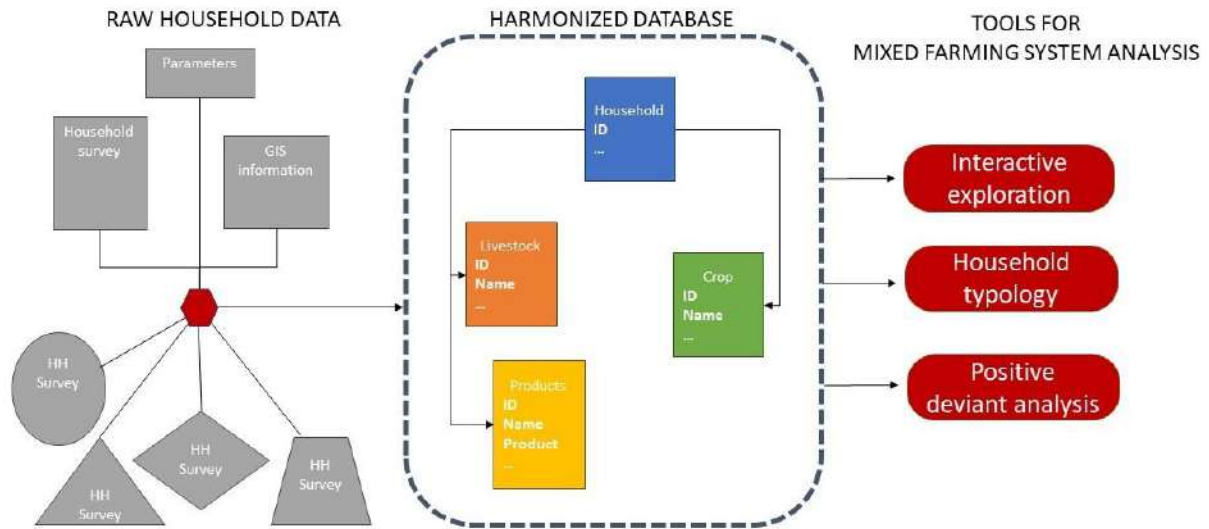 RAW HOUSEHOLD DATA
Parameters
Household
survey
GIS
information
HH
Survey
HH
Survey
HH
Survey
HH
Survey
HARMONIZED DATABASE
Household
ID
...
Livestock
ID
Name
...
Crop
ID
Name
...
Products
ID
Name
Product
...
TOOLS FOR
MIXED FARMING SYSTEM ANALYSIS
Interactive
exploration
Household
typology
Positive
deviant analysis